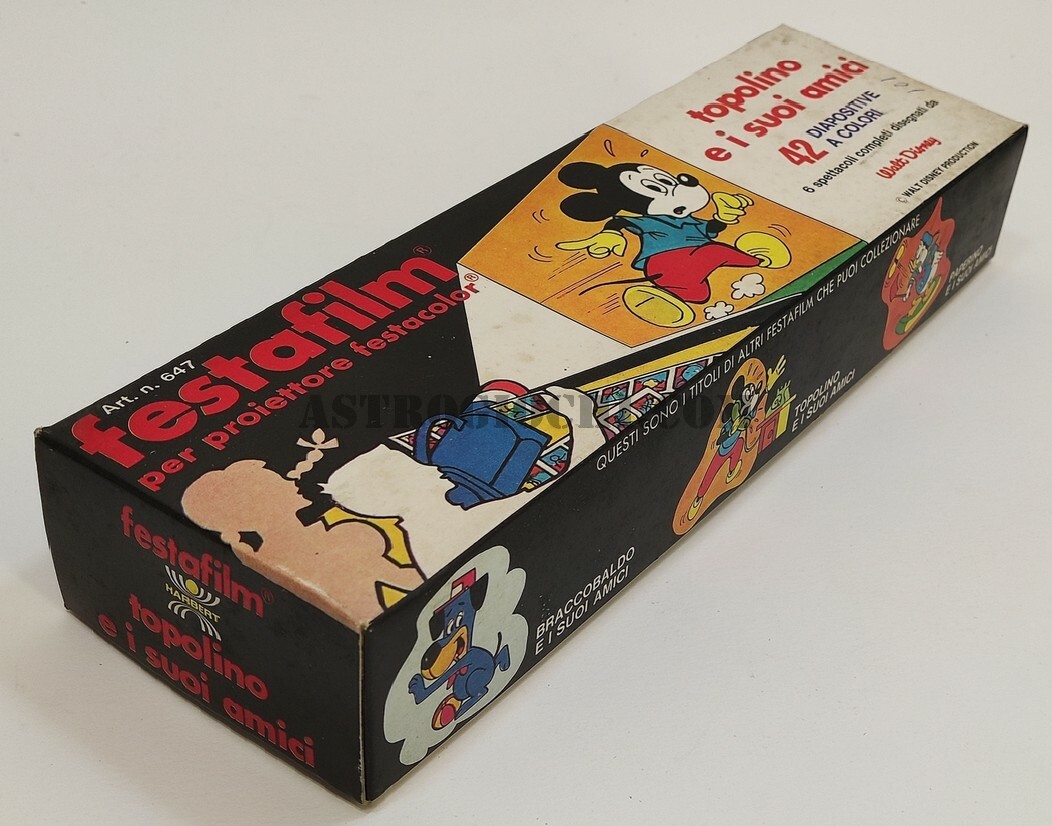 topolino
e i suoi amici
42 DIAPOSITIVE
A COLORI
6 spettacoli completi disegnati da
Walt Disney
© WALT DISNEY PRODUCTION
Art. n. 647
festafilm®
per proiettore festacolor®
ASTROGIOCHI.COM
QUESTI SONO I TITOLI DI ALTRI FESTAFILM CHE PUOI COLLEZIONARE
BRACCOBALDO
E I SUOI AMICI
TOPOLINO
E I SUOI AMICI
PAPERINO
E I SUOI AMICI
festafilm®
HARBERT
topolino
e i suoi amici